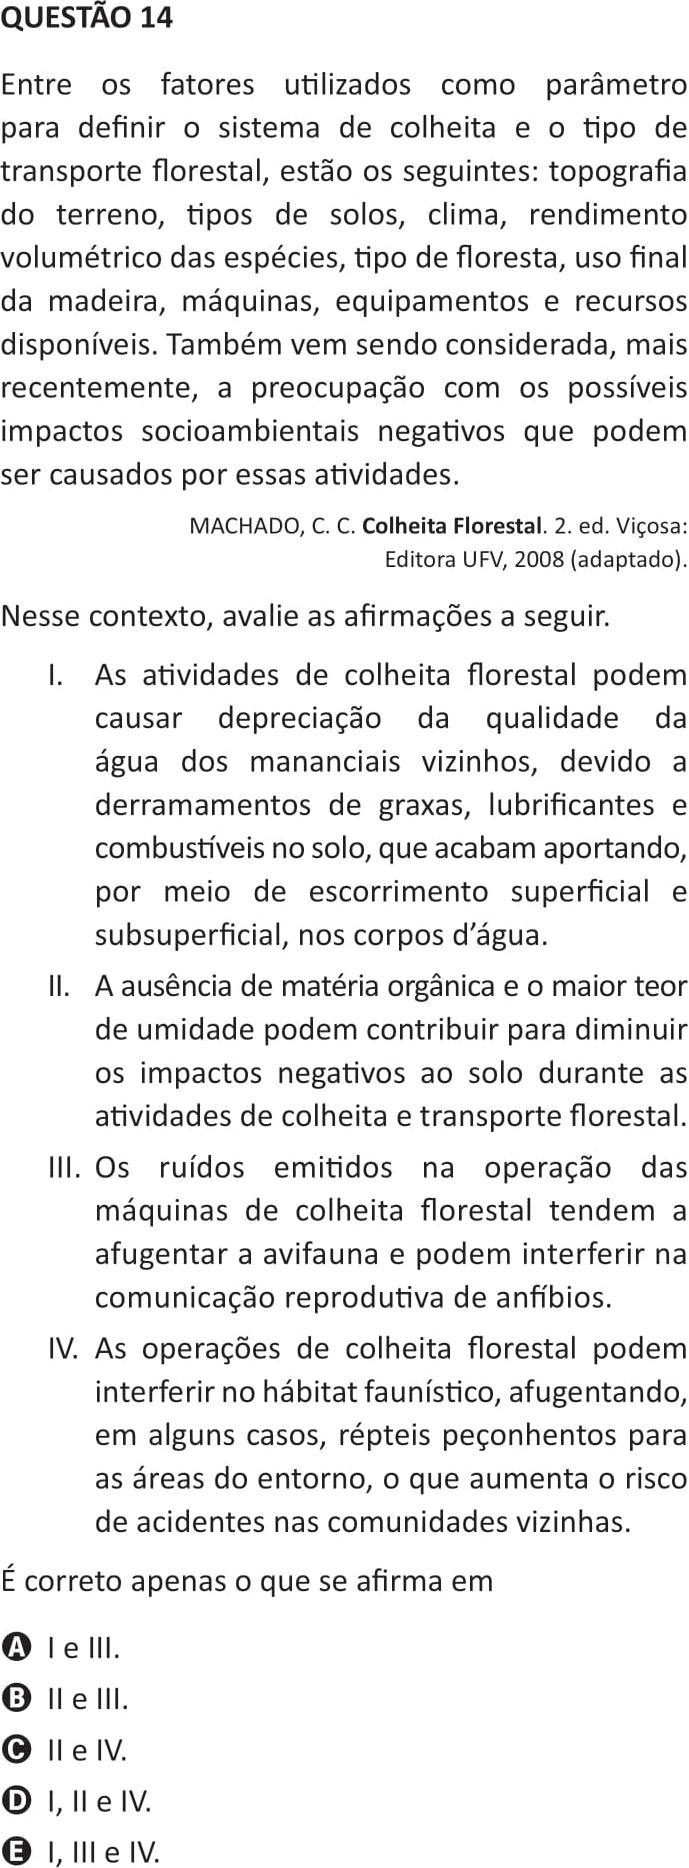 QUESTÃO 14
Entre os fatores utilizados como parâmetro
para definir o sistema de colheita e o tipo de
transporte florestal, estão os seguintes: topografia
do terreno, tipos de solos, clima, rendimento
volumétrico das espécies, tipo de floresta, uso final
da madeira, máquinas, equipamentos e recursos
disponíveis. Também vem sendo considerada, mais
recentemente, a preocupação com os possíveis
impactos socioambientais negativos que podem
ser causados por essas atividades.
MACHADO, C. C. Colheita Florestal. 2. ed. Viçosa:
Editora UFV, 2008 (adaptado).
Nesse contexto, avalie as afirmações a seguir.
I. As atividades de colheita florestal podem
causar depreciação da qualidade da
água dos mananciais vizinhos, devido a
derramamentos de graxas, lubrificantes e
combustíveis no solo, que acabam aportando,
por meio de escorrimento superficial e
subsuperficial, nos corpos d’água.
II. A ausência de matéria orgânica e o maior teor
de umidade podem contribuir para diminuir
os impactos negativos ao solo durante as
atividades de colheita e transporte florestal.
III. Os ruídos emitidos na operação das
máquinas de colheita florestal tendem a
afugentar a avifauna e podem interferir na
comunicação reprodutiva de anfíbios.
IV. As operações de colheita florestal podem
interferir no hábitat faunístico, afugentando,
em alguns casos, répteis peçonhentos para
as áreas do entorno, o que aumenta o risco
de acidentes nas comunidades vizinhas.
É correto apenas o que se afirma em
A I e III.
B II e III.
C II e IV.
D I, II e IV.
E I, III e IV.